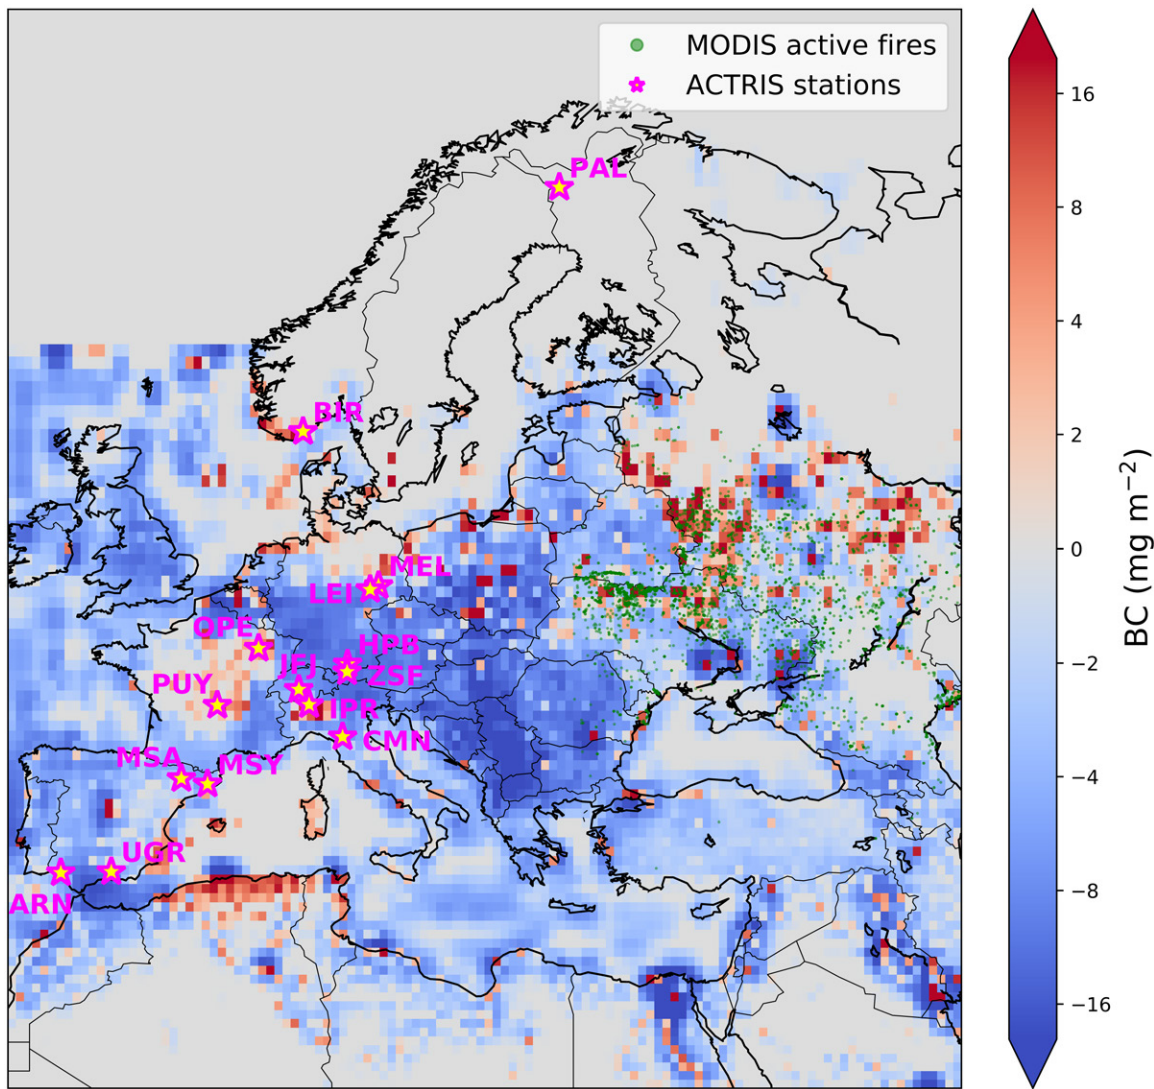 MODIS active fires
ACTRIS stations
PAL
BIR
MEL
LEI
OPE
HPB
JFJ
ZSF
PUY
IPR
CMN
MSA
MSY
UGR
ARN
16
8
4
2
0
−2
−4
−8
−16
BC (mg m⁻²)